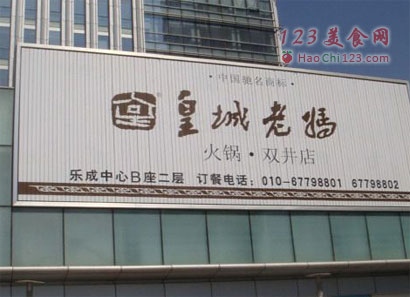 123美食网
HaoChi123.com
·中国驰名商标·
皇城老妈
火锅·双井店
乐成中心B座二层 订餐电话：010-67798801 67798802